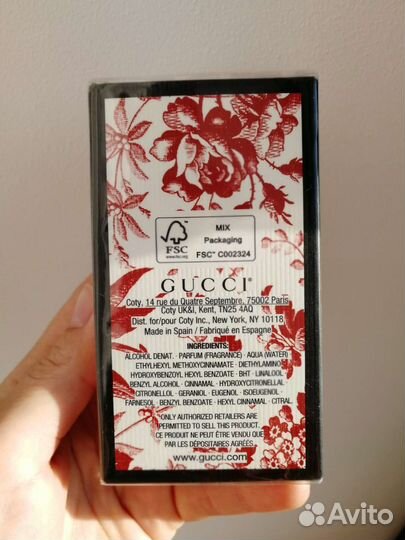 FSC
www.fsc.org
MIX
Packaging
FSC™ C002324
GUCCI
Coty, 14 rue du Quatre Septembre, 75002 Paris
Coty UK&I, Kent, TN25 4AQ
Dist. for/pour Coty Inc., New York, NY 10118
Made in Spain / Fabriqué en Espagne
INGREDIENTS:
ALCOHOL DENAT. · PARFUM (FRAGRANCE) · AQUA (WATER)
ETHYLHEXYL METHOXYCINNAMATE · DIETHYLAMINO
HYDROXYBENZOYL HEXYL BENZOATE · BHT · LINALOOL
BENZYL ALCOHOL · CINNAMAL · HYDROXYCITRONELLAL
CITRONELLOL · GERANIOL · EUGENOL · ISOEUGENOL
FARNESOL · BENZYL BENZOATE · HEXYL CINNAMAL · CITRAL
ONLY AUTHORIZED RETAILERS ARE
PERMITTED TO SELL THIS PRODUCT.
CE PRODUIT NE PEUT ÊTRE VENDU QUE
PAR LES DÉPOSITAIRES AGRÉÉS.
www.gucci.com
Avito